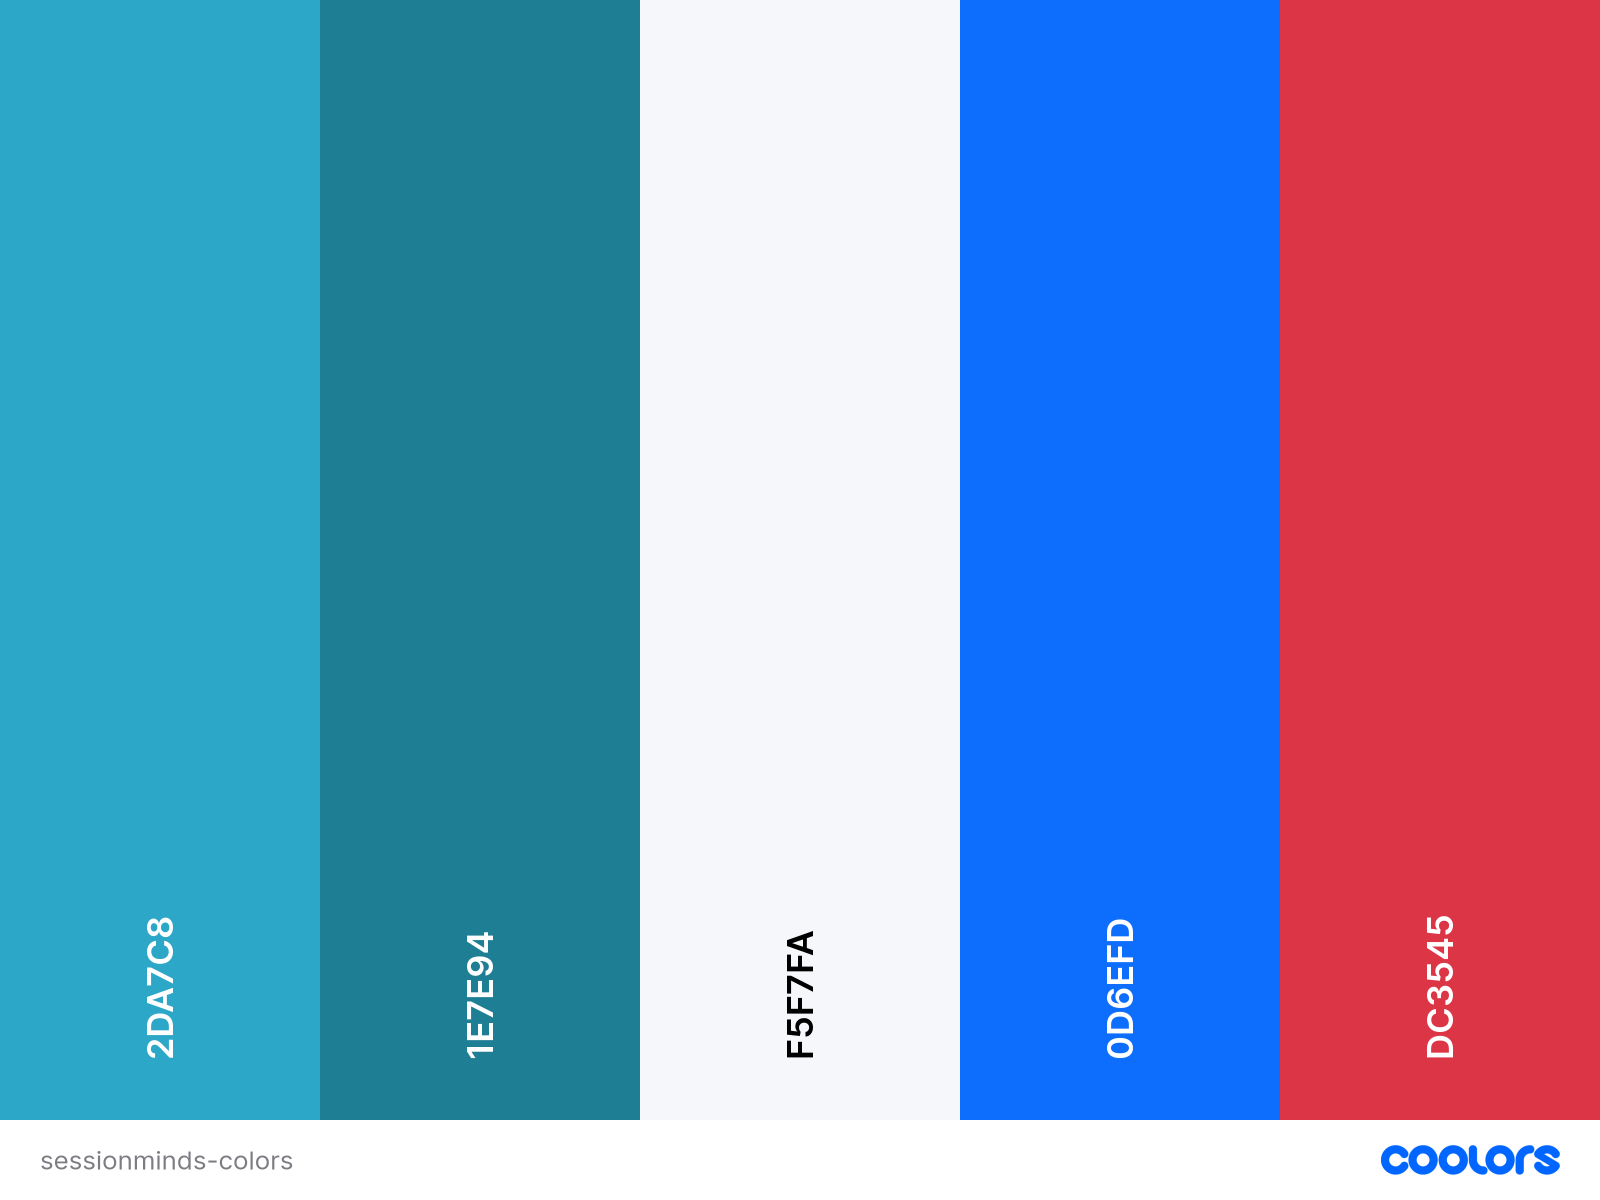 2DA7C8
1E7E94
F5F7FA
0D6EFD
DC3545
sessionminds-colors
coolors